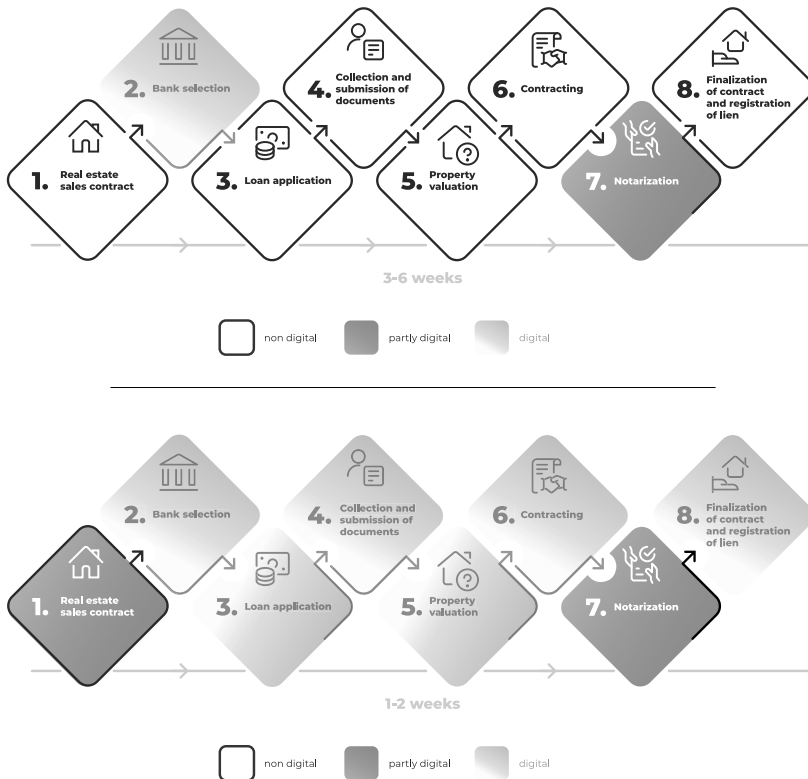 1. Real estate
sales contract
2. Bank selection
3. Loan application
4. Collection and
submission of
documents
5. Property
valuation
6. Contracting
7. Notarization
8. Finalization
of contract
and registration
of lien
3-6 weeks
non digital
partly digital
digital
1. Real estate
sales contract
2. Bank selection
3. Loan application
4. Collection and
submission of
documents
5. Property
valuation
6. Contracting
7. Notarization
8. Finalization
of contract
and registration
of lien
1-2 weeks
non digital
partly digital
digital